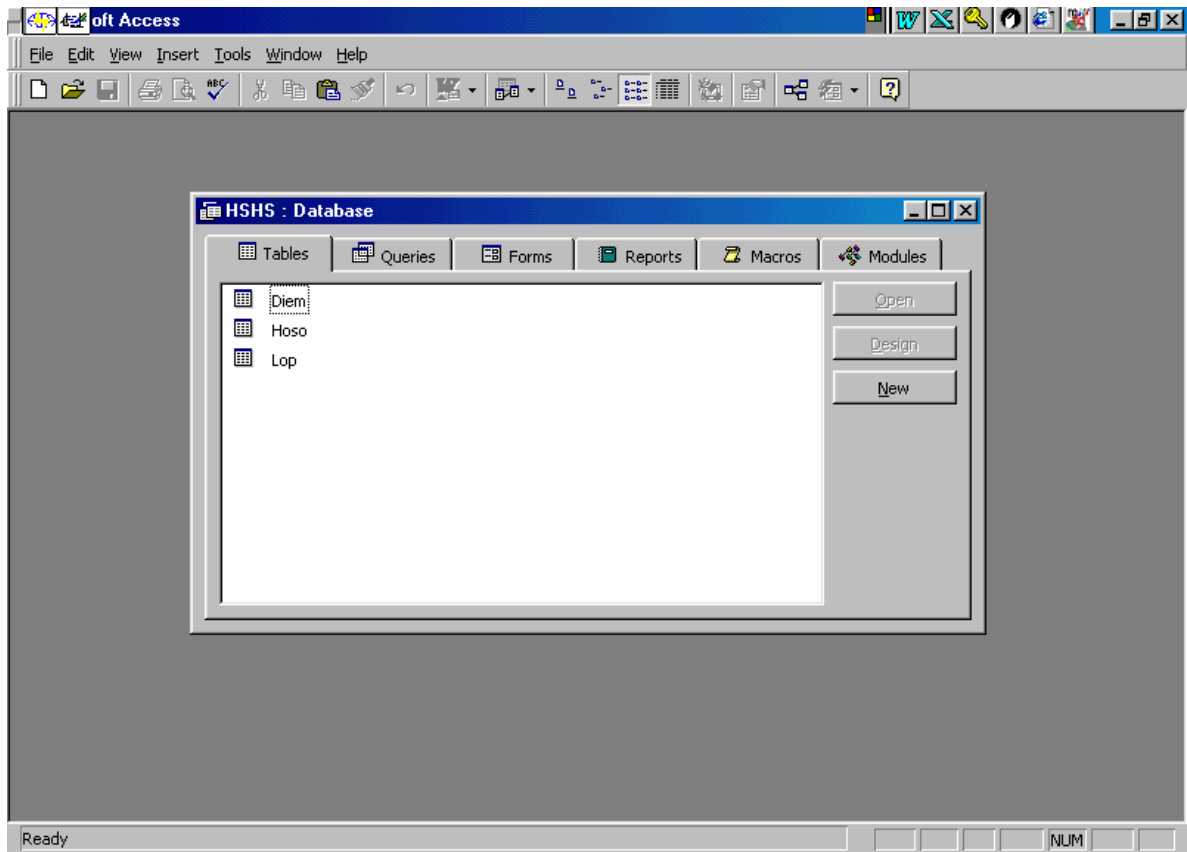 oft Access
File Edit View Insert Tools Window Help
HSHS : Database
Tables Queries Forms Reports Macros Modules
Diem
Hoso
Lop
Open
Design
New
Ready
NUM